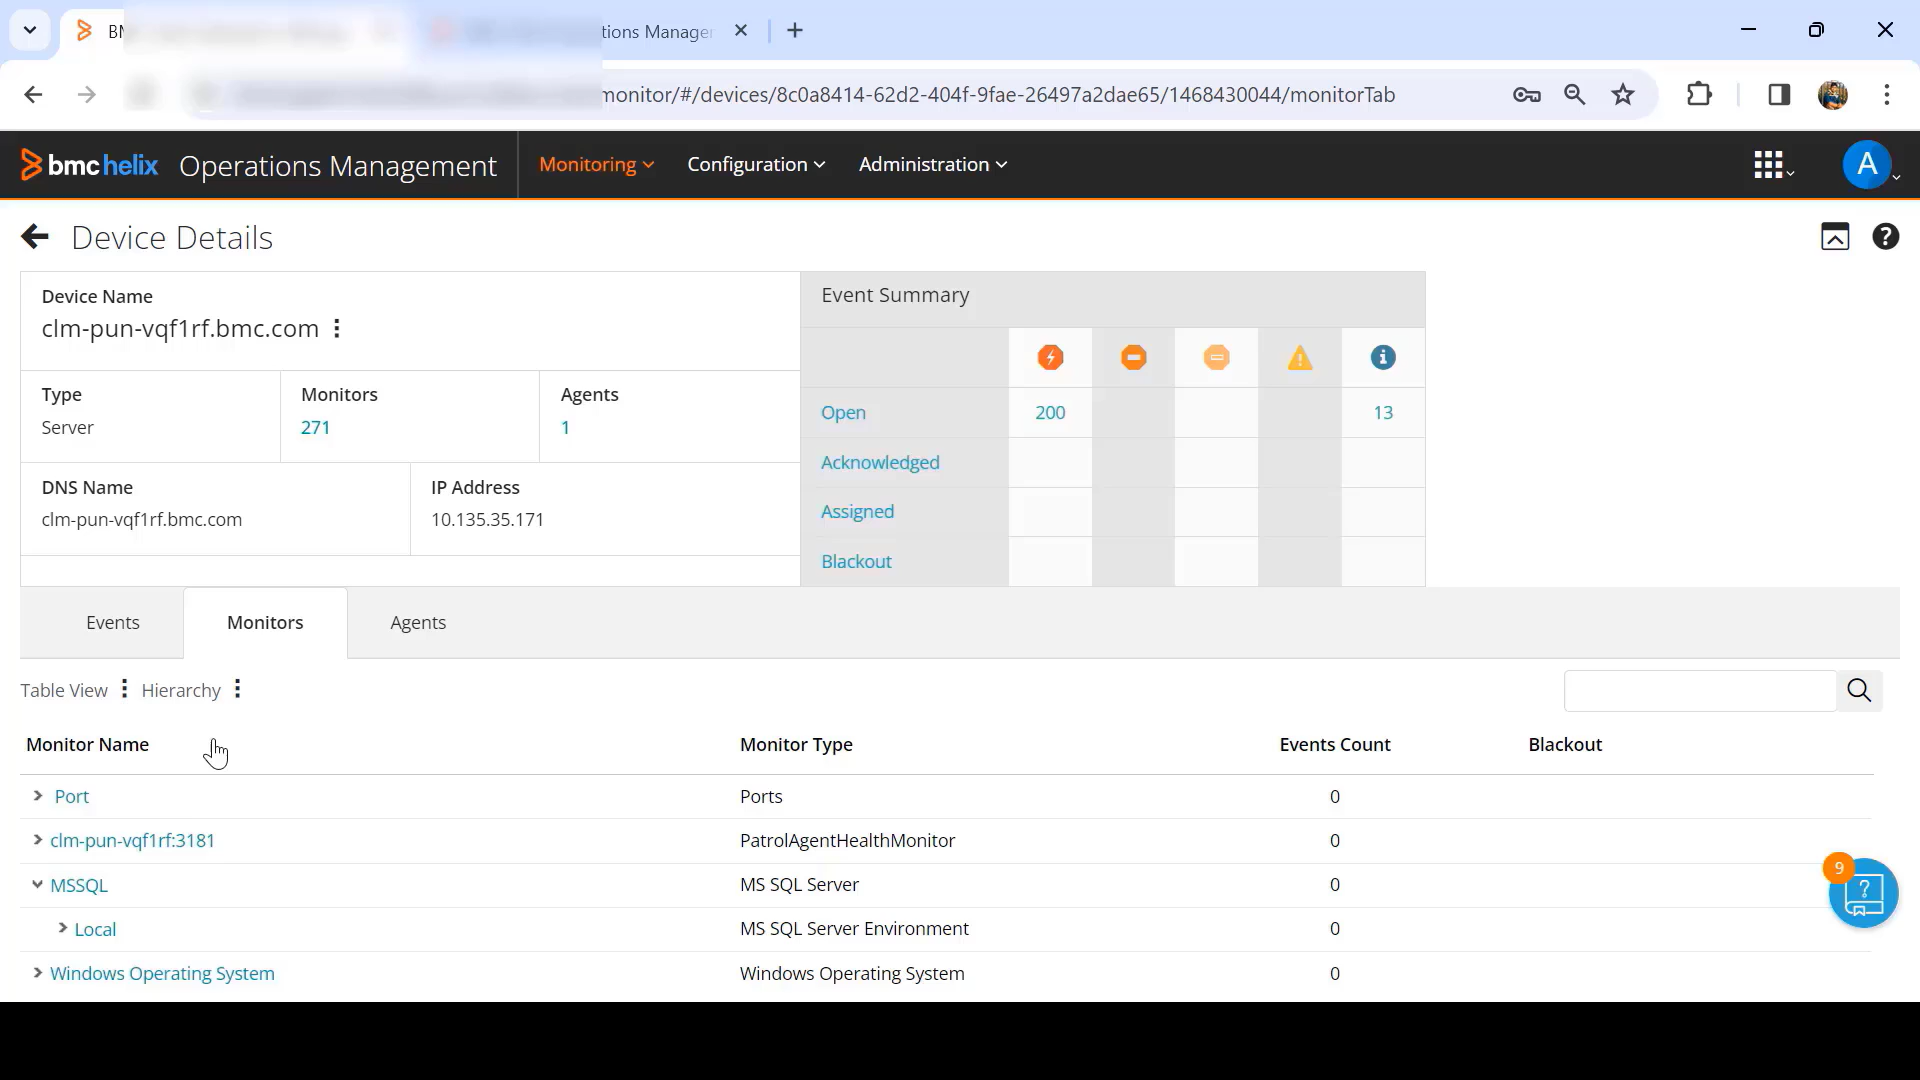 BM
tions Manager
monitor/#/devices/8c0a8414-62d2-404f-9fae-26497a2dae65/1468430044/monitorTab
bmc helix Operations Management Monitoring Configuration Administration A
Device Details
Device Name
clm-pun-vqf1rf.bmc.com
Type Monitors Agents
Server 271 1
DNS Name IP Address
clm-pun-vqf1rf.bmc.com 10.135.35.171
Event Summary
Open 200 13
Acknowledged
Assigned
Blackout
Events Monitors Agents
Table View Hierarchy
Monitor Name Monitor Type Events Count Blackout
Port Ports 0
clm-pun-vqf1rf:3181 PatrolAgentHealthMonitor 0
MSSQL MS SQL Server 0
Local MS SQL Server Environment 0
Windows Operating System Windows Operating System 0
9